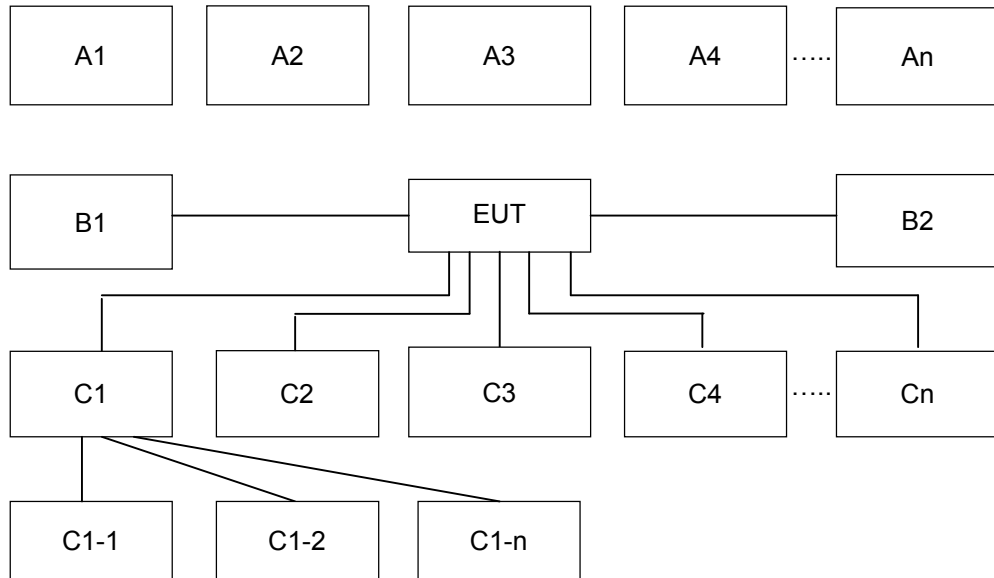 A1 A2 A3 A4 ..... An
B1 EUT B2
C1 C2 C3 C4 ..... Cn
C1-1 C1-2 C1-n